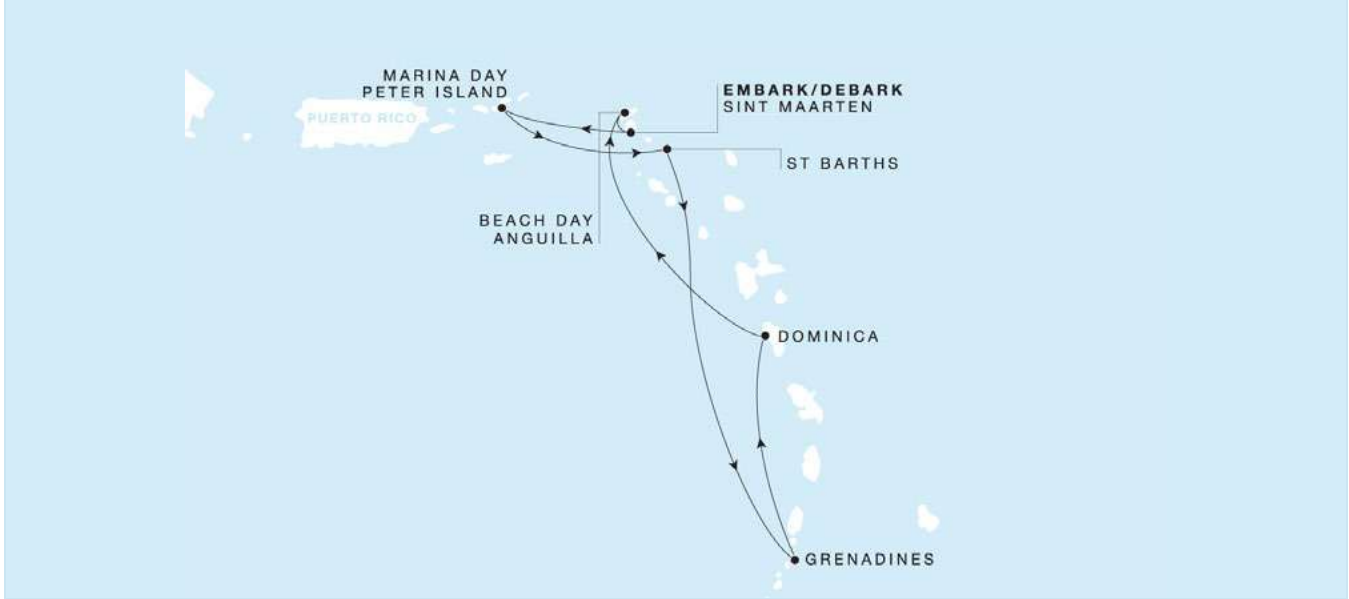 MARINA DAY
PETER ISLAND
PUERTO RICO
EMBARK/DEBARK
SINT MAARTEN
ST BARTHS
BEACH DAY
ANGUILLA
DOMINICA
GRENADINES